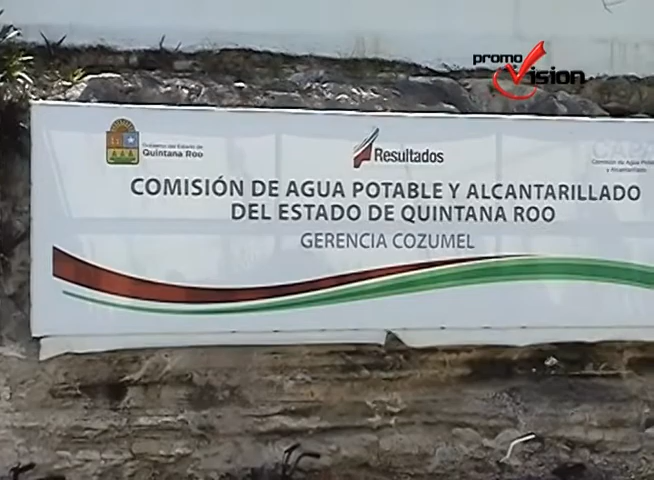 promo
Vision
Gobierno del Estado de
Quintana Roo
Resultados
CAPA
Comisión de Agua Potable
y Alcantarillado
COMISIÓN DE AGUA POTABLE Y ALCANTARILLADO
DEL ESTADO DE QUINTANA ROO
GERENCIA COZUMEL